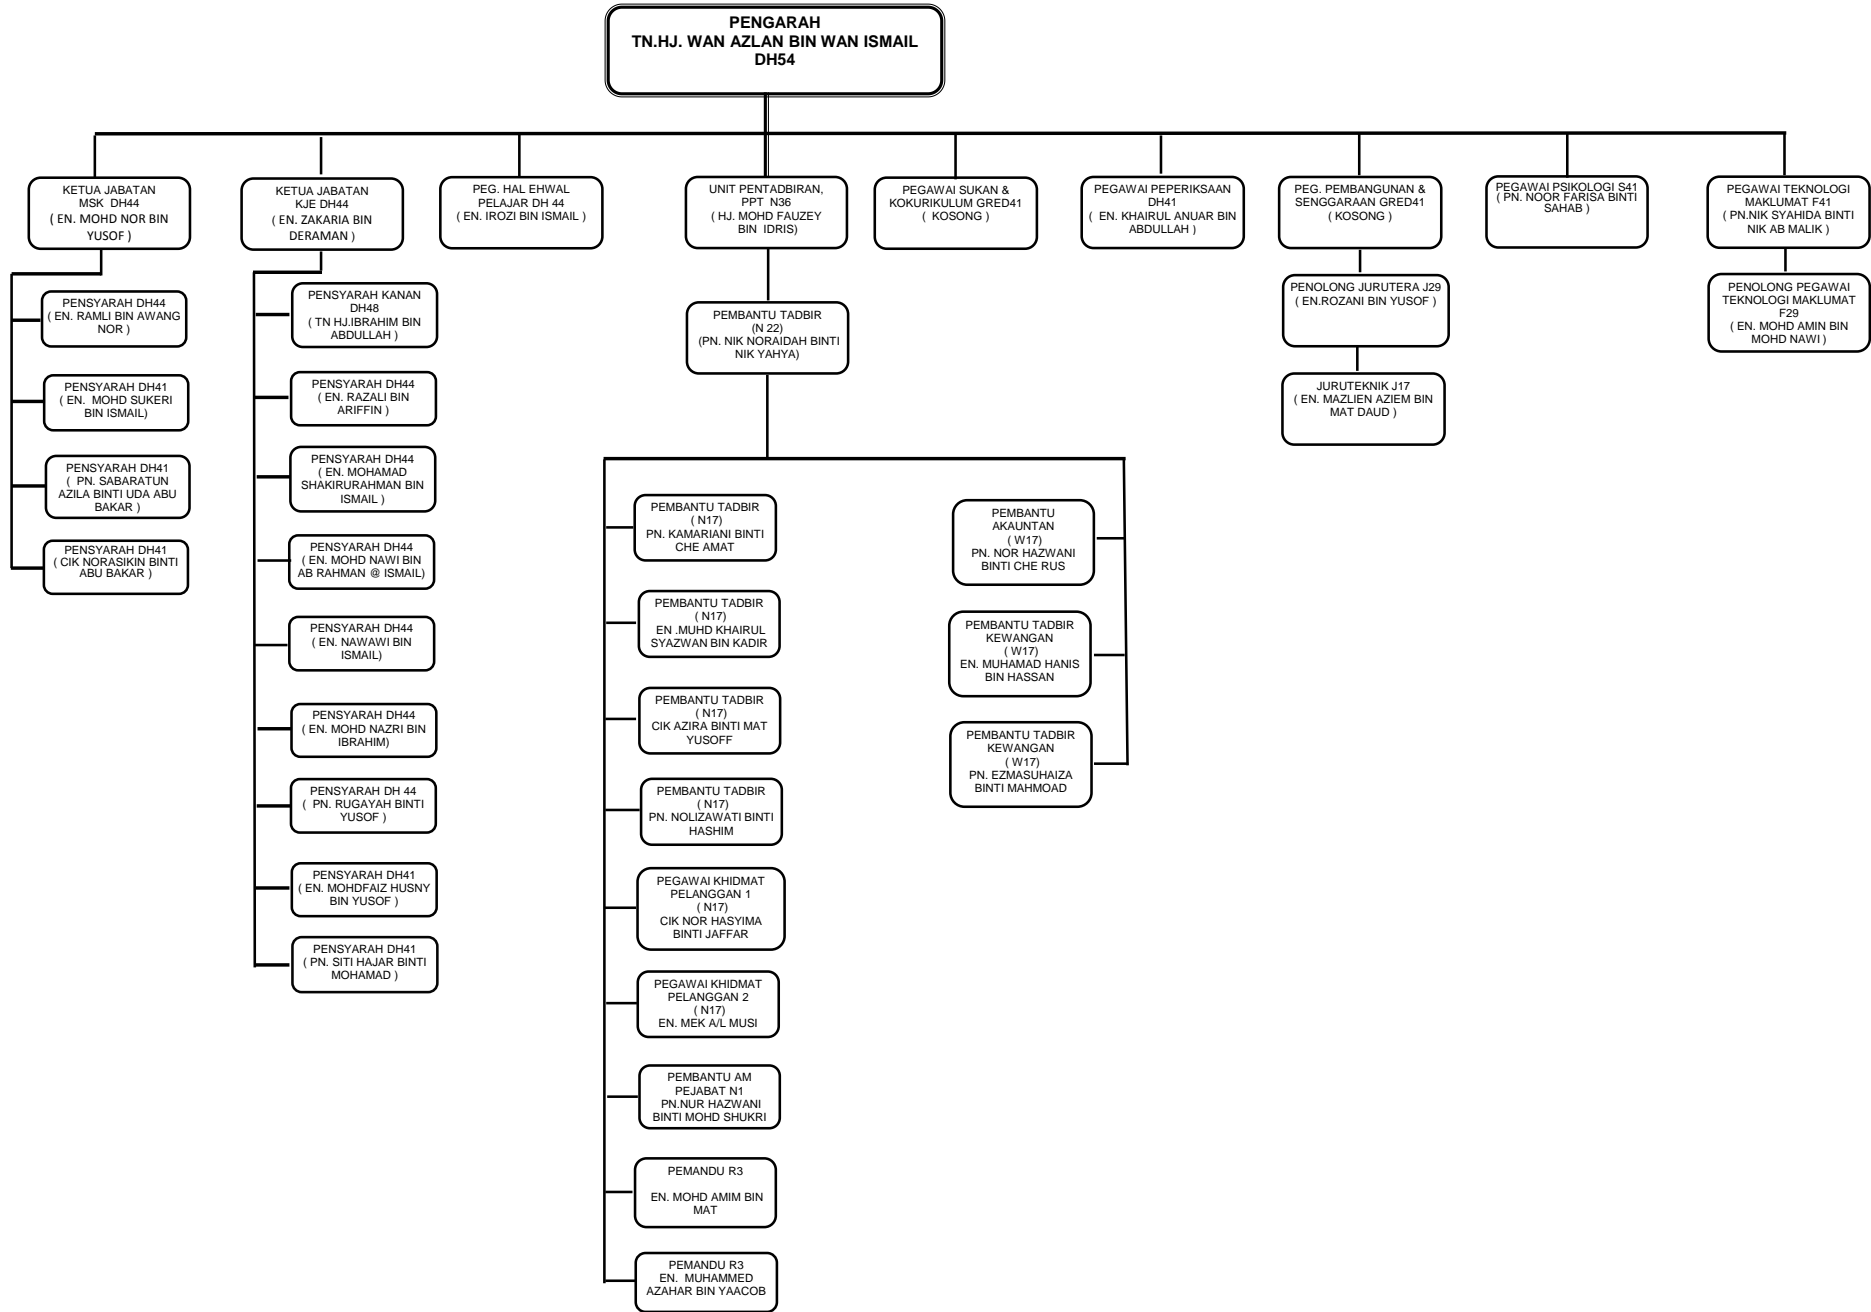 PENGARAH
TN.HJ. WAN AZLAN BIN WAN ISMAIL
DH54
KETUA JABATAN
MSK DH44
( EN. MOHD NOR BIN
YUSOF )
KETUA JABATAN
KJE DH44
( EN. ZAKARIA BIN
DERAMAN )
PEG. HAL EHWAL
PELAJAR DH 44
( EN. IROZI BIN ISMAIL )
UNIT PENTADBIRAN,
PPT N36
( HJ. MOHD FAUZEY
BIN IDRIS)
PEGAWAI SUKAN &
KOKURIKULUM GRED41
( KOSONG )
PEGAWAI PEPERIKSAAN
DH41
( EN. KHAIRUL ANUAR BIN
ABDULLAH )
PEG. PEMBANGUNAN &
SENGGARAAN GRED41
( KOSONG )
PEGAWAI PSIKOLOGI S41
( PN. NOOR FARISA BINTI
SAHAB )
PEGAWAI TEKNOLOGI
MAKLUMAT F41
( PN.NIK SYAHIDA BINTI
NIK AB MALIK )
PENSYARAH DH44
( EN. RAMLI BIN AWANG
NOR )
PENSYARAH DH41
( EN. MOHD SUKERI
BIN ISMAIL)
PENSYARAH DH41
( PN. SABARATUN
AZILA BINTI UDA ABU
BAKAR )
PENSYARAH DH41
( CIK NORASIKIN BINTI
ABU BAKAR )
PENSYARAH KANAN
DH48
( TN HJ.IBRAHIM BIN
ABDULLAH )
PENSYARAH DH44
( EN. RAZALI BIN
ARIFFIN )
PENSYARAH DH44
( EN. MOHAMAD
SHAKIRURAHMAN BIN
ISMAIL )
PENSYARAH DH44
( EN. MOHD NAWI BIN
AB RAHMAN @ ISMAIL)
PENSYARAH DH44
( EN. NAWAWI BIN
ISMAIL)
PENSYARAH DH44
( EN. MOHD NAZRI BIN
IBRAHIM)
PENSYARAH DH 44
( PN. RUGAYAH BINTI
YUSOF )
PENSYARAH DH41
( EN. MOHDFAIZ HUSNY
BIN YUSOF )
PENSYARAH DH41
( PN. SITI HAJAR BINTI
MOHAMAD )
PEMBANTU TADBIR
(N 22)
(PN. NIK NORAIDAH BINTI
NIK YAHYA)
PEMBANTU TADBIR
( N17)
PN. KAMARIANI BINTI
CHE AMAT
PEMBANTU TADBIR
( N17)
EN .MUHD KHAIRUL
SYAZWAN BIN KADIR
PEMBANTU TADBIR
( N17)
CIK AZIRA BINTI MAT
YUSOFF
PEMBANTU TADBIR
( N17)
PN. NOLIZAWATI BINTI
HASHIM
PEGAWAI KHIDMAT
PELANGGAN 1
( N17)
CIK NOR HASYIMA
BINTI JAFFAR
PEGAWAI KHIDMAT
PELANGGAN 2
( N17)
EN. MEK A/L MUSI
PEMBANTU AM
PEJABAT N1
PN.NUR HAZWANI
BINTI MOHD SHUKRI
PEMANDU R3
EN. MOHD AMIM BIN
MAT
PEMANDU R3
EN. MUHAMMED
AZAHAR BIN YAACOB
PEMBANTU
AKAUNTAN
( W17)
PN. NOR HAZWANI
BINTI CHE RUS
PEMBANTU TADBIR
KEWANGAN
( W17)
EN. MUHAMAD HANIS
BIN HASSAN
PEMBANTU TADBIR
KEWANGAN
( W17)
PN. EZMASUHAIZA
BINTI MAHMOAD
PENOLONG JURUTERA J29
( EN.ROZANI BIN YUSOF )
JURUTEKNIK J17
( EN. MAZLIEN AZIEM BIN
MAT DAUD )
PENOLONG PEGAWAI
TEKNOLOGI MAKLUMAT
F29
( EN. MOHD AMIN BIN
MOHD NAWI )